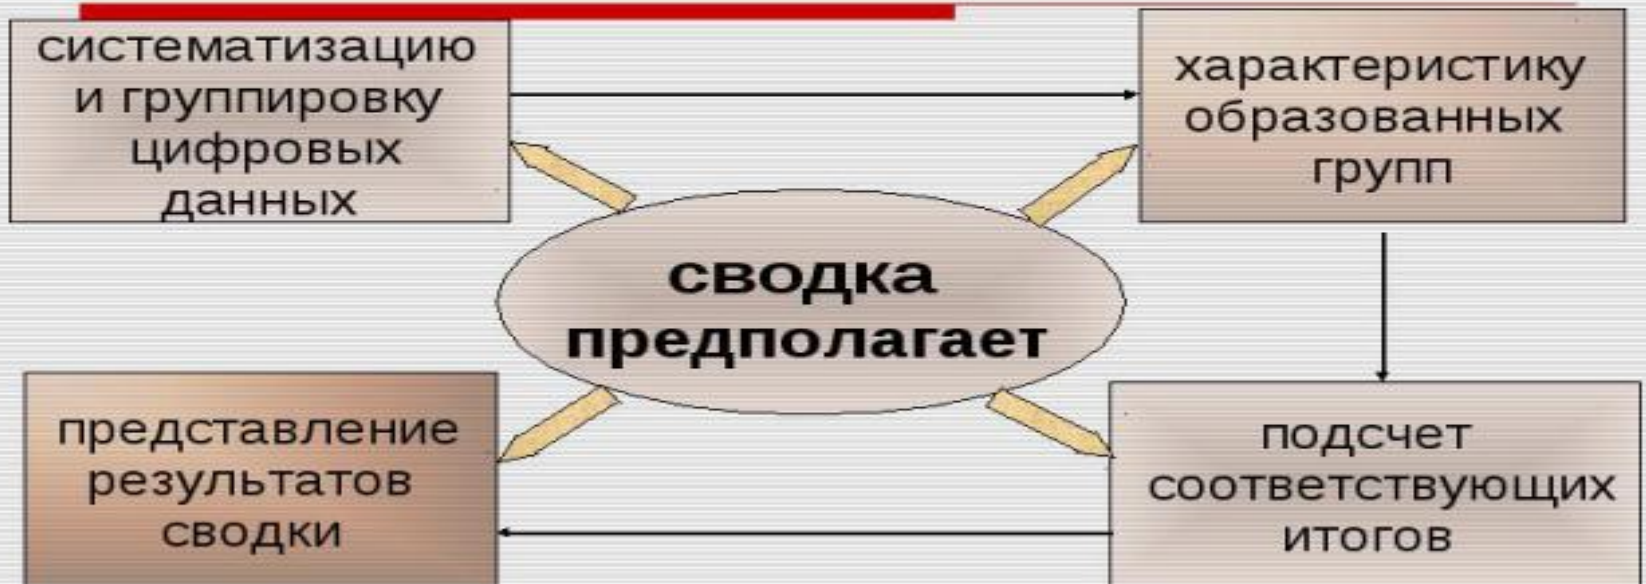 систематизацию
и группировку
цифровых
данных
характеристику
образованных
групп
сводка
предполагает
представление
результатов
сводки
подсчет
соответствующих
итогов